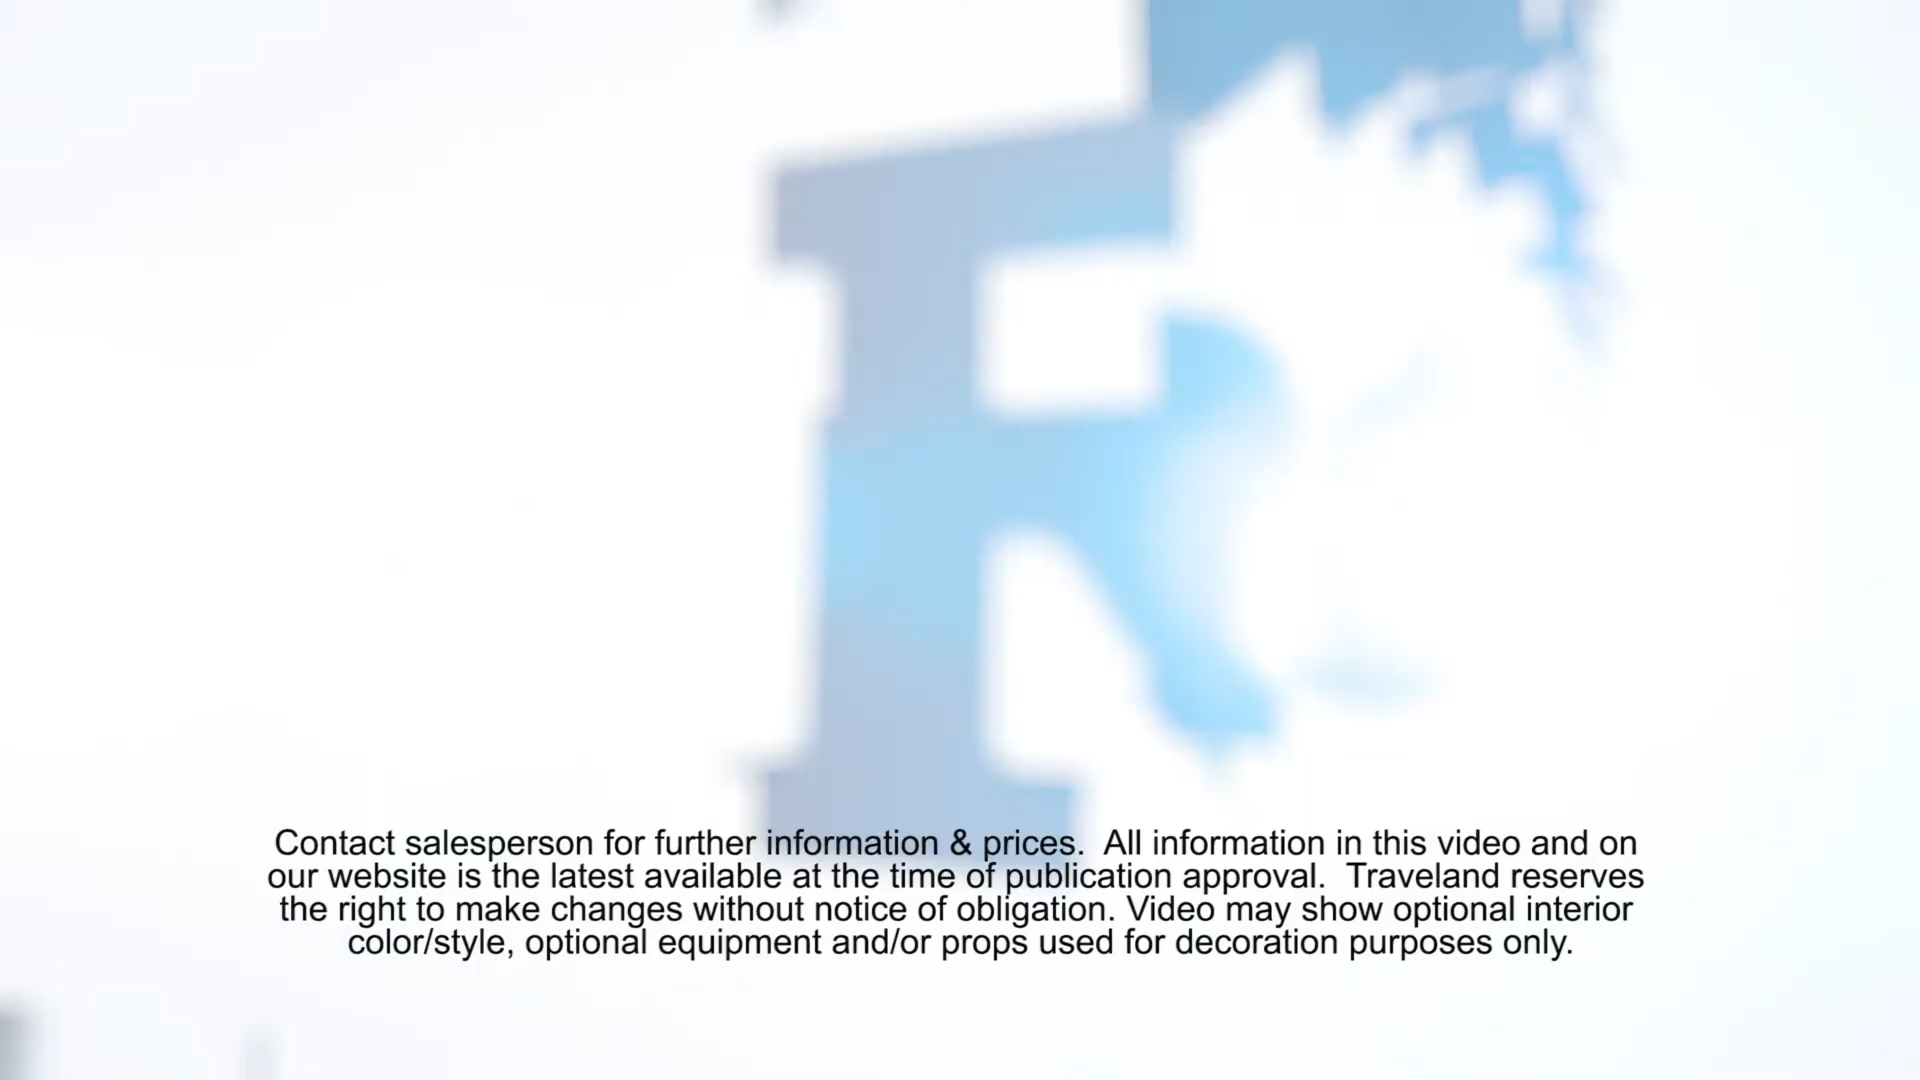 Contact salesperson for further information & prices.  All information in this video and on
our website is the latest available at the time of publication approval.  Traveland reserves
the right to make changes without notice of obligation. Video may show optional interior
color/style, optional equipment and/or props used for decoration purposes only.